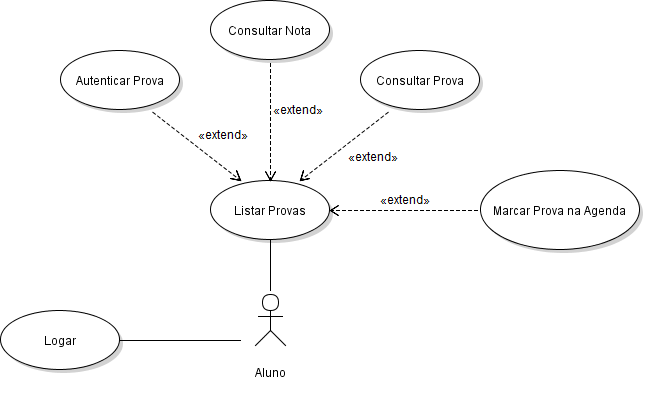 Consultar Nota
Autenticar Prova
Consultar Prova
«extend»
«extend»
«extend»
«extend»
Listar Provas
Marcar Prova na Agenda
Logar
Aluno